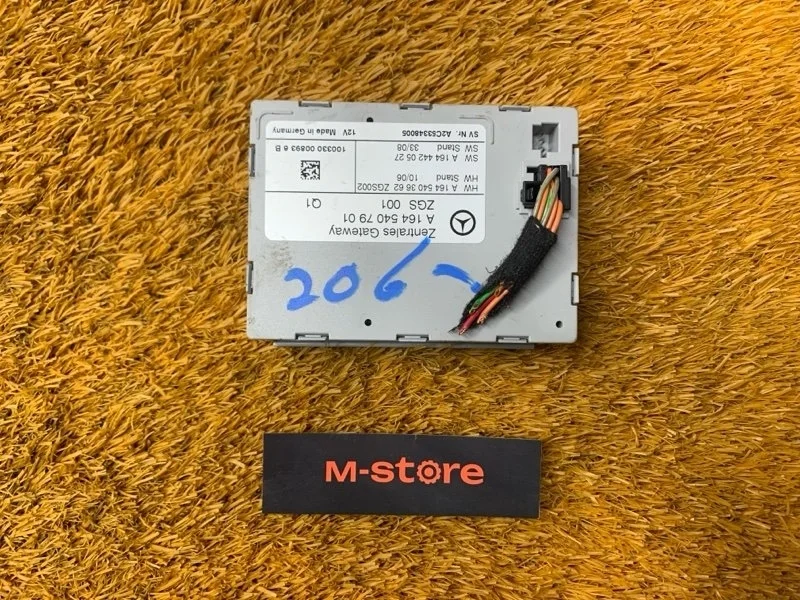 Zentrales Gateway
A 164 540 79 01
ZGS 001 Q1
HW A 164 540 36 62 ZGS002
HW Stand 10/06
SW A 164 442 05 27
SW Stand 33/08
100330 00893 8 B
SV Nr. A2C53348005 12V Made in Germany
206-
M-store